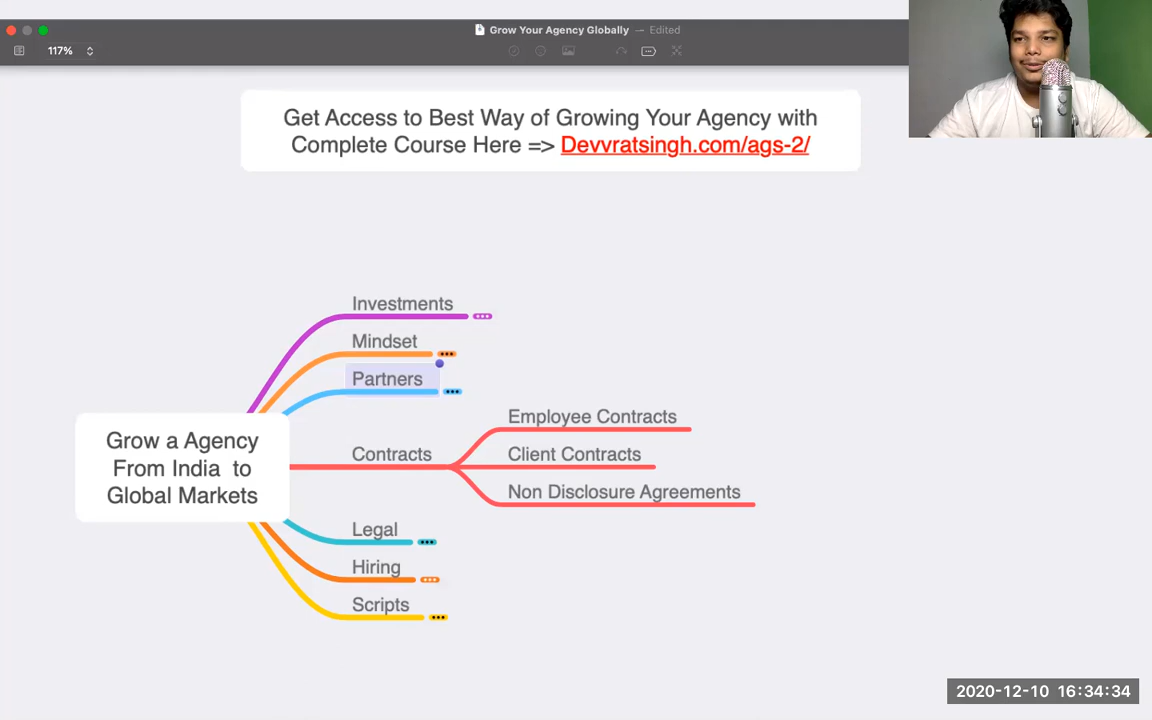 Grow Your Agency Globally — Edited
117%
Get Access to Best Way of Growing Your Agency with
Complete Course Here => Devvratsingh.com/ags-2/
Investments
Mindset
Partners
Grow a Agency
From India to
Global Markets
Contracts
Employee Contracts
Client Contracts
Non Disclosure Agreements
Legal
Hiring
Scripts
2020-12-10 16:34:34